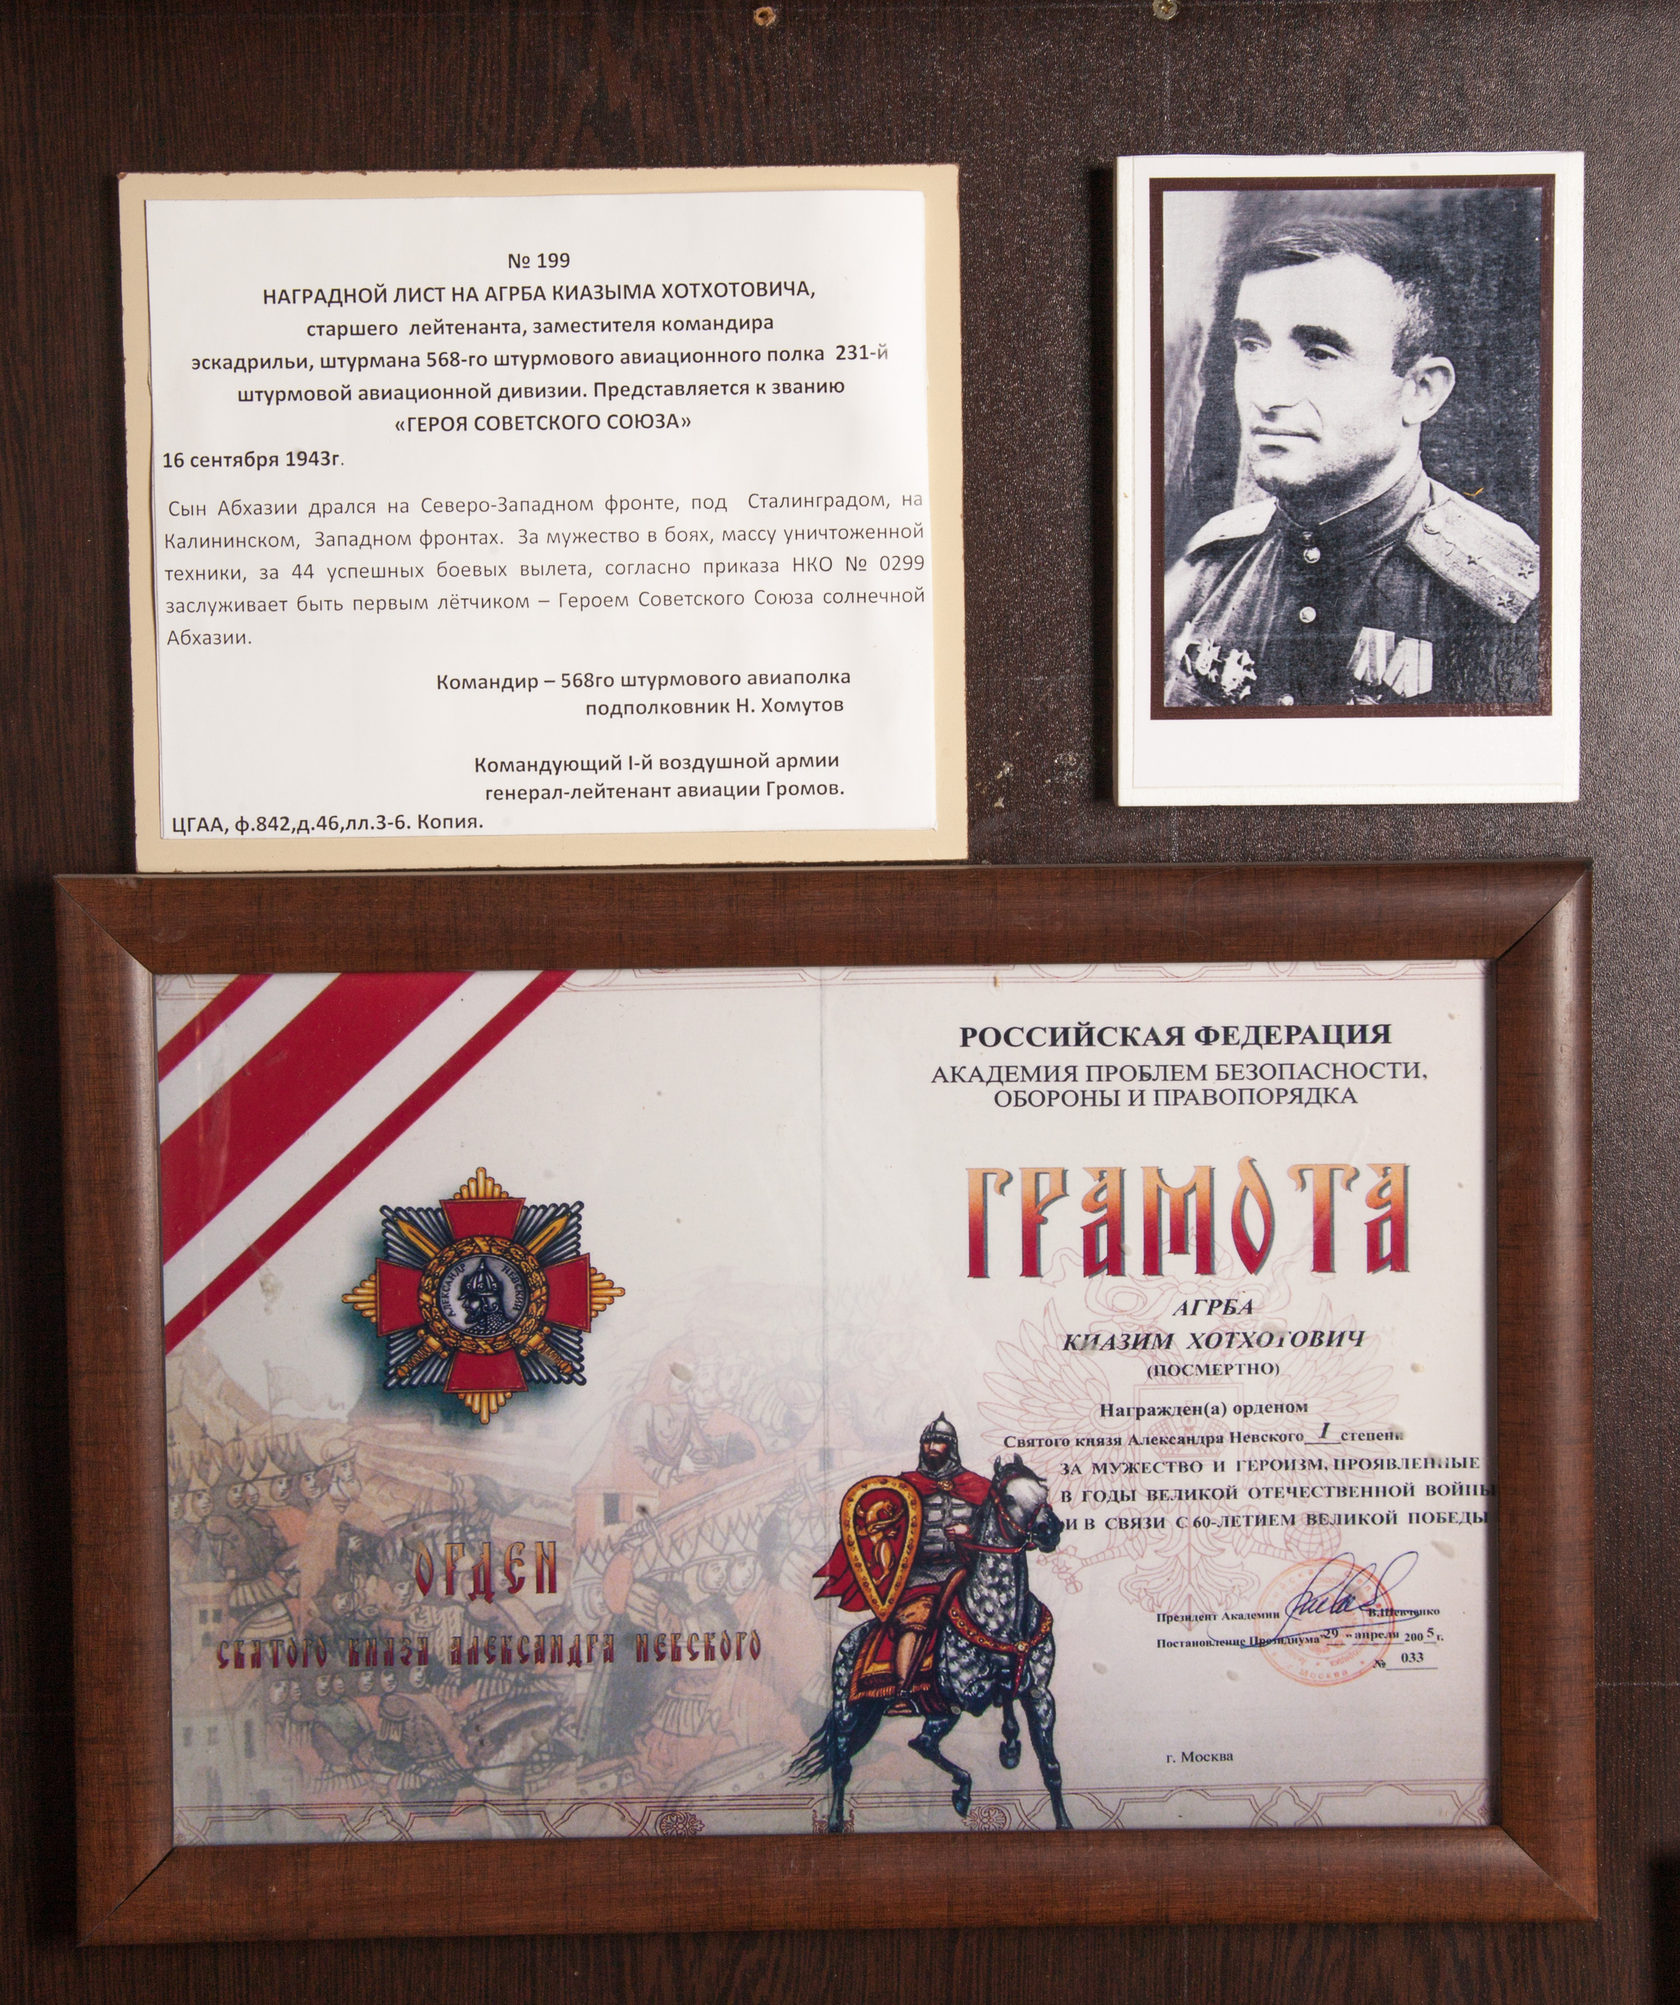 № 199
НАГРАДНОЙ ЛИСТ НА АГРБА КИАЗЫМА ХОТХОТОВИЧА,
старшего лейтенанта, заместителя командира
эскадрильи, штурмана 568-го штурмового авиационного полка 231-й
штурмовой авиационной дивизии. Представляется к званию
«ГЕРОЯ СОВЕТСКОГО СОЮЗА»
16 сентября 1943г.
Сын Абхазии дрался на Северо-Западном фронте, под Сталинградом, на
Калининском, Западном фронтах. За мужество в боях, массу уничтоженной
техники, за 44 успешных боевых вылета, согласно приказа НКО № 0299
заслуживает быть первым лётчиком – Героем Советского Союза солнечной
Абхазии.
Командир – 568го штурмового авиаполка
подполковник Н. Хомутов
Командующий I-й воздушной армии
генерал-лейтенант авиации Громов.
ЦГАА, ф.842,д.46,лл.3-6. Копия.
АЛЕКСАНДР НЕВСКИЙ
ОРДЕН
СВЯТОГО КНЯЗЯ АЛЕКСАНДРА НЕВСКОГО
РОССИЙСКАЯ ФЕДЕРАЦИЯ
АКАДЕМИЯ ПРОБЛЕМ БЕЗОПАСНОСТИ,
ОБОРОНЫ И ПРАВОПОРЯДКА
ГРАМОТА
АГРБА
КИАЗИМ ХОТХОТОВИЧ
(ПОСМЕРТНО)
Награжден(а) орденом
Святого князя Александра Невского I степени
ЗА МУЖЕСТВО И ГЕРОИЗМ, ПРОЯВЛЕННЫЕ
В ГОДЫ ВЕЛИКОЙ ОТЕЧЕСТВЕННОЙ ВОЙНЫ
И В СВЯЗИ С 60-ЛЕТИЕМ ВЕЛИКОЙ ПОБЕДЫ
Президент Академии В.Шевченко
Постановление Президиума "29" апреля 2005г.
№ 033
г. Москва